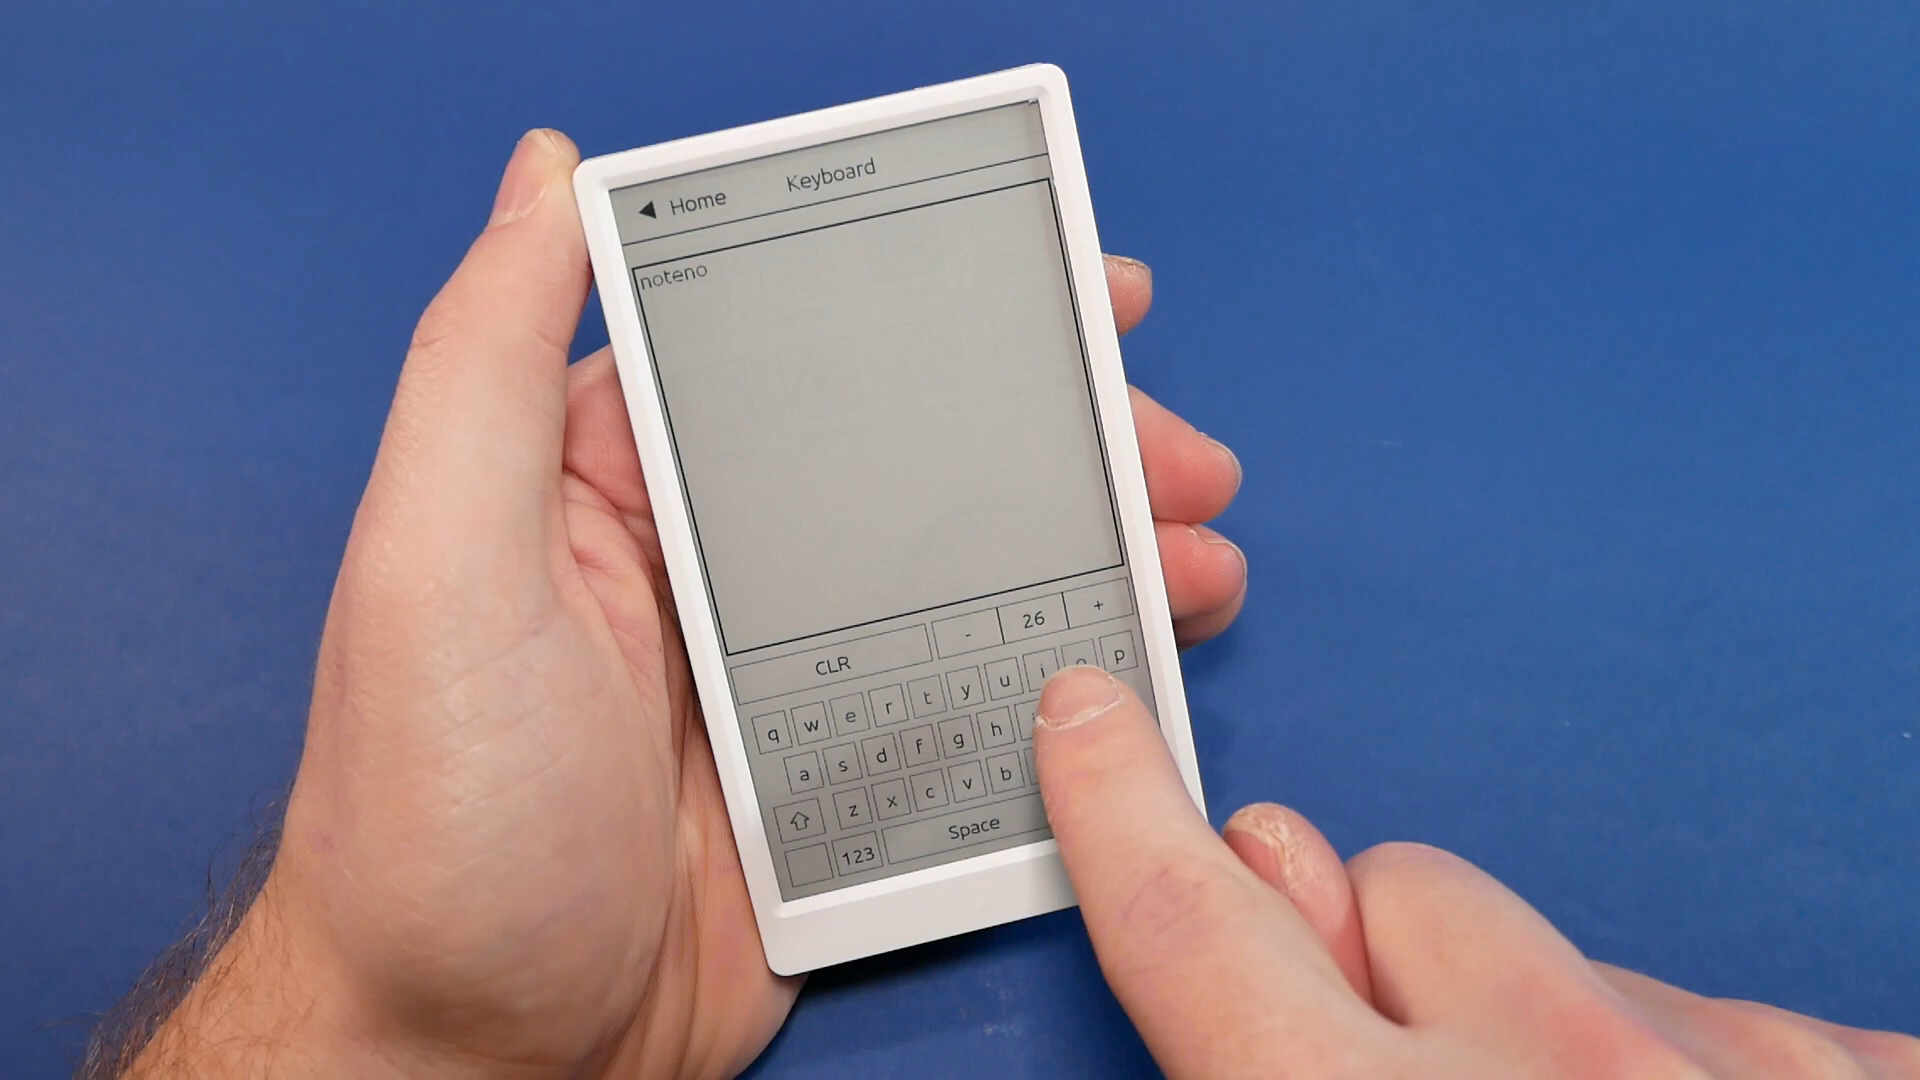 ◀ Home Keyboard
noteno
CLR - 26 +
q w e r t y u i o p
a s d f g h
z x c v b
123 Space